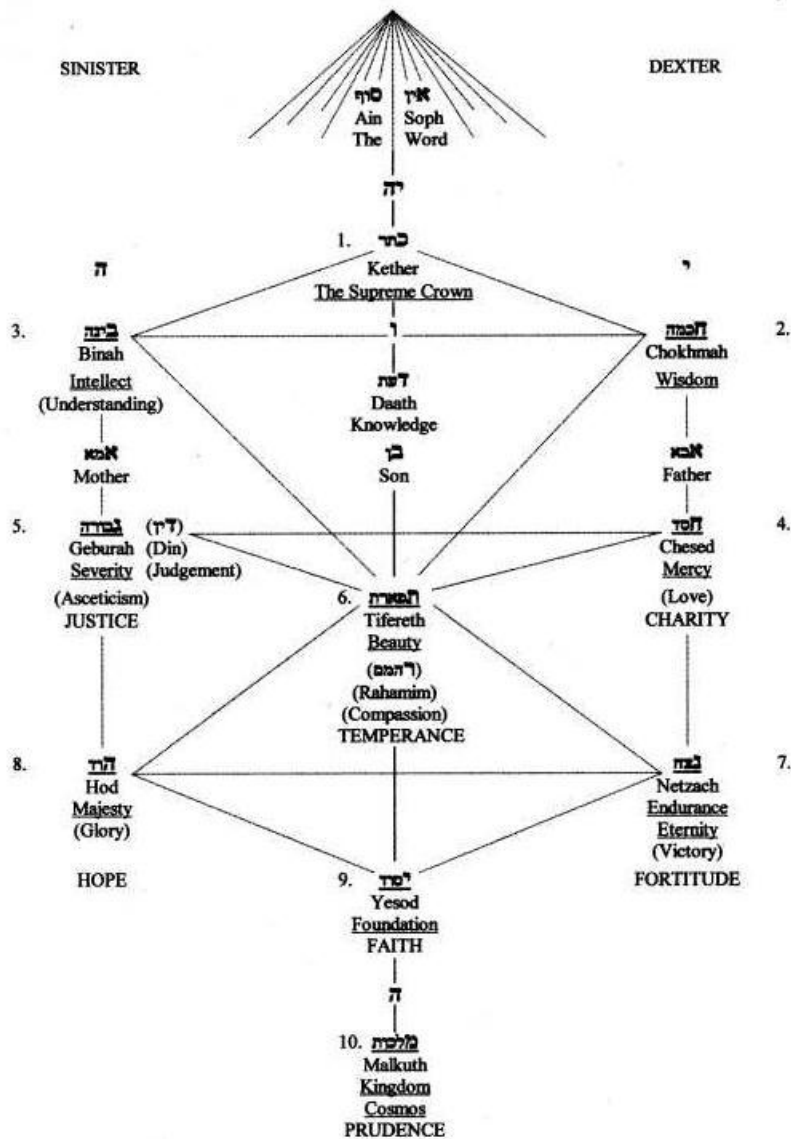 SINISTER
DEXTER
סוף אין
Ain Soph
The Word
יה
1. כתר
Kether
The Supreme Crown
ה
י
3. בינה
Binah
Intellect
(Understanding)
ו
2. חכמה
Chokhmah
Wisdom
דעת
Daath
Knowledge
אמא
Mother
בן
Son
אבא
Father
5. גבורה (דין)
Geburah (Din)
Severity (Judgement)
(Asceticism)
JUSTICE
4. חסד
Chesed
Mercy
(Love)
CHARITY
6. תפארת
Tifereth
Beauty
(Rahamim)
(Compassion)
TEMPERANCE
8.
Hod
Majesty
(Glory)
HOPE
7. נצח
Netzach
Endurance
Eternity
(Victory)
FORTITUDE
9.
Yesod
Foundation
FAITH
ה
10. מלכות
Malkuth
Kingdom
Cosmos
PRUDENCE